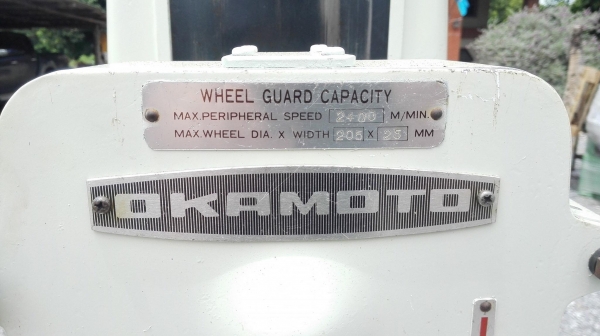 WHEEL GUARD CAPACITY
MAX.PERIPHERAL SPEED 2400 M/MIN.
MAX.WHEEL DIA. X WIDTH 205 X 25 MM
OKAMOTO